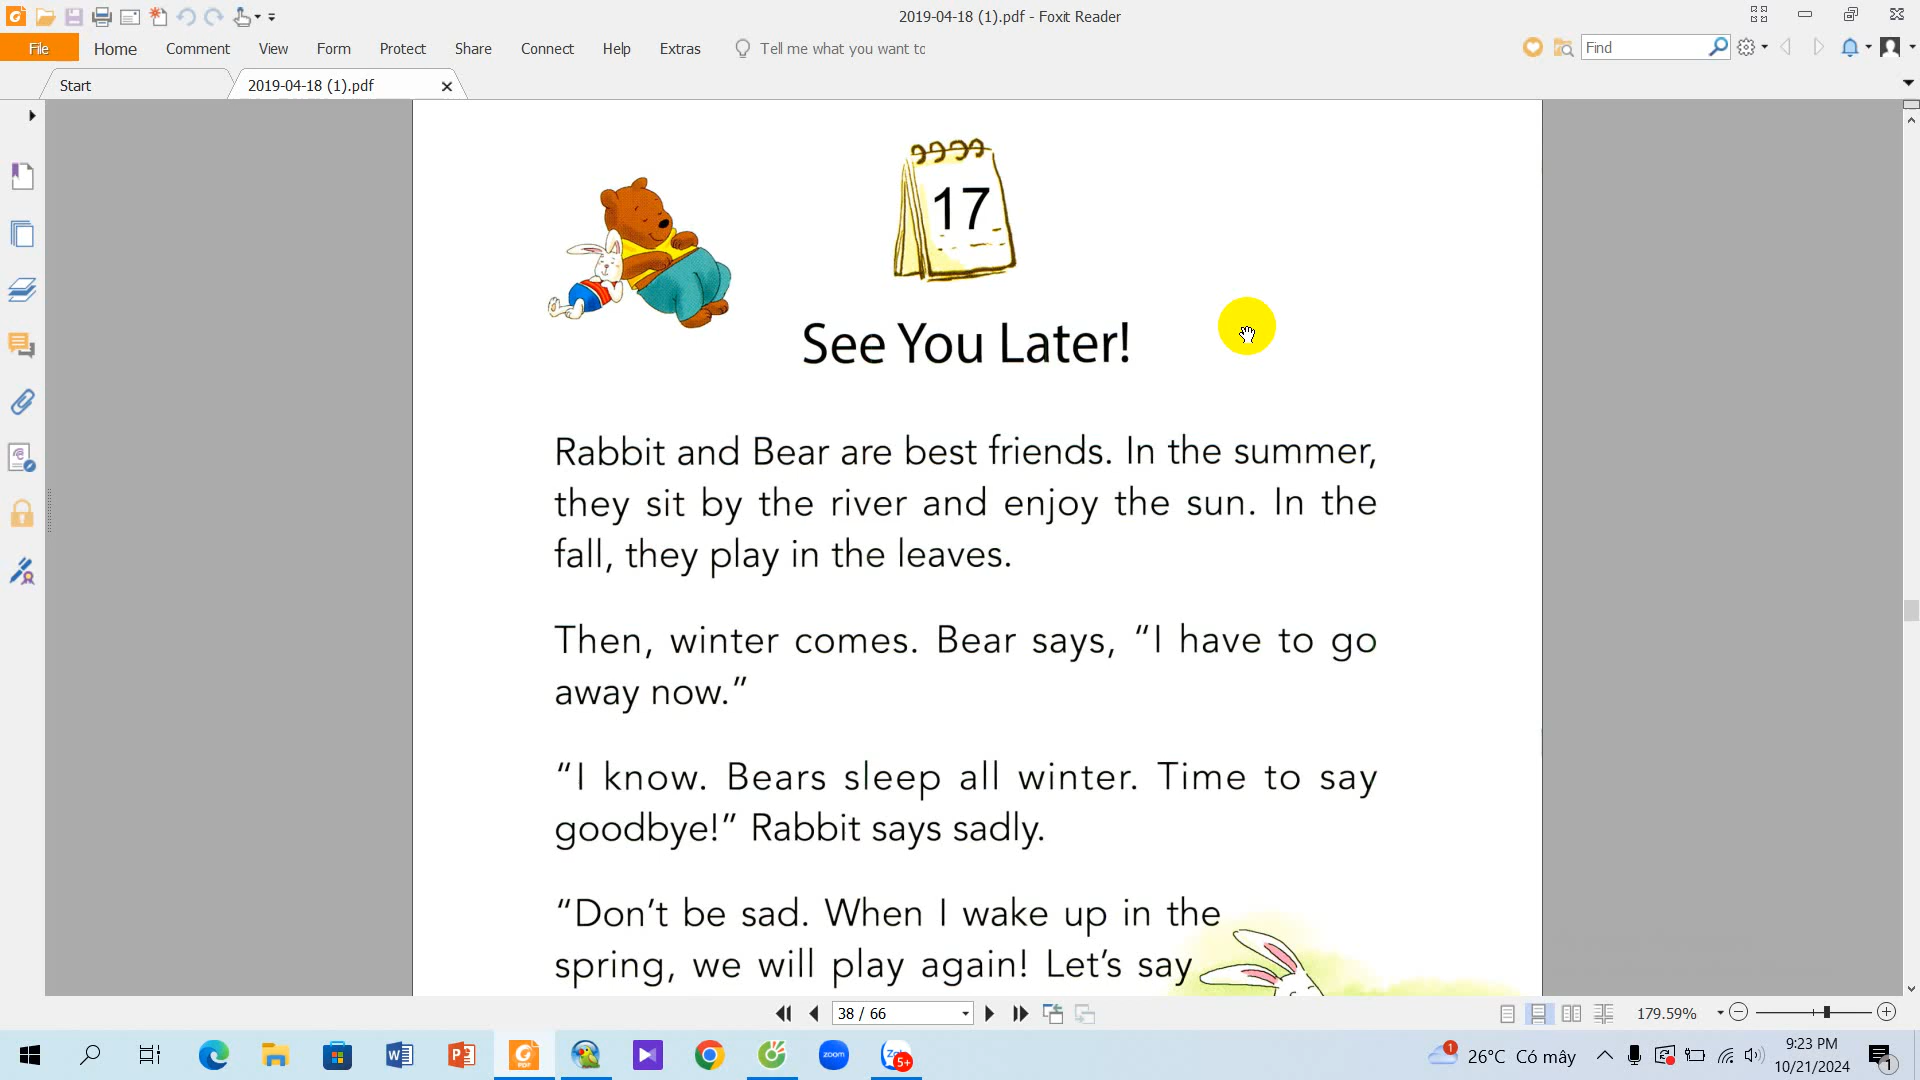 2019-04-18 (1).pdf - Foxit Reader
File Home Comment View Form Protect Share Connect Help Extras Tell me what you want to Find
Start 2019-04-18 (1).pdf
17
See You Later!
Rabbit and Bear are best friends. In the summer,
they sit by the river and enjoy the sun. In the
fall, they play in the leaves.
Then, winter comes. Bear says, “I have to go
away now.”
“I know. Bears sleep all winter. Time to say
goodbye!” Rabbit says sadly.
“Don’t be sad. When I wake up in the
spring, we will play again! Let’s say
38 / 66 179.59%
zoom 5+ 1 26°C Có mây 9:23 PM
10/21/2024 1